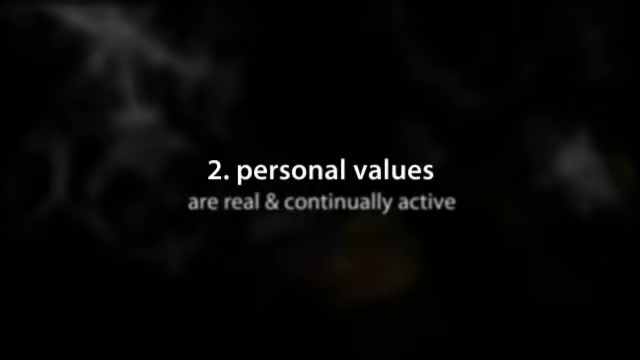 2. personal values
are real & continually active